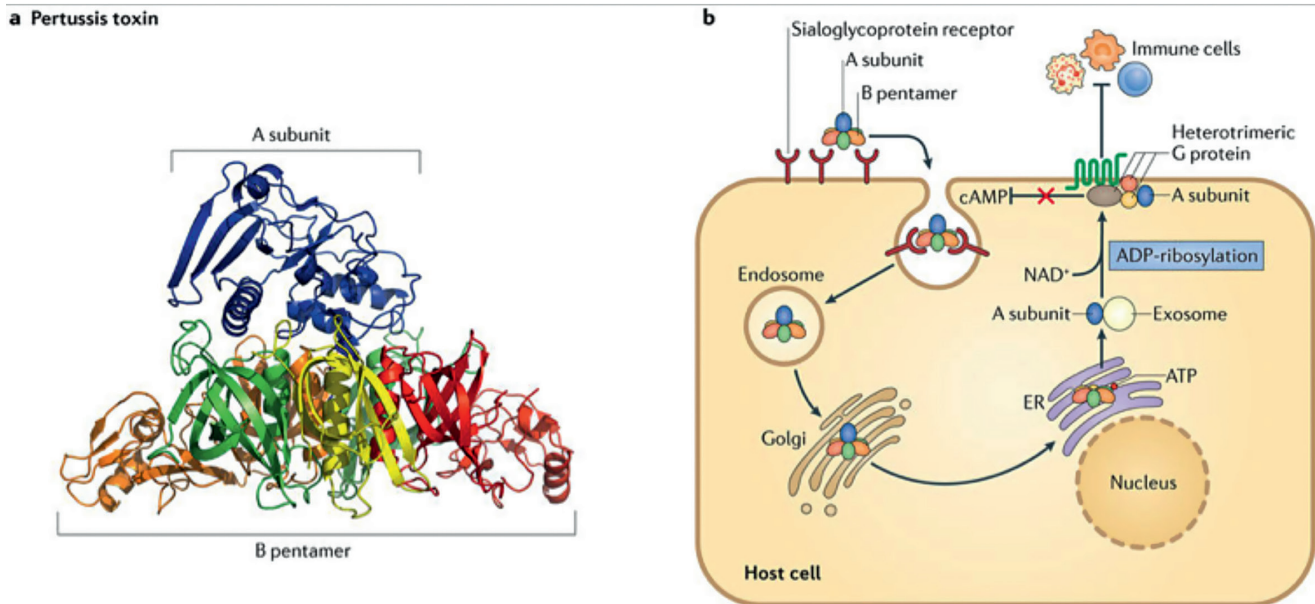 a Pertussis toxin
A subunit
B pentamer
b
Sialoglycoprotein receptor
A subunit
B pentamer
Immune cells
Heterotrimeric
G protein
cAMP
A subunit
ADP-ribosylation
NAD⁺
Endosome
A subunit
Exosome
ATP
ER
Golgi
Nucleus
Host cell